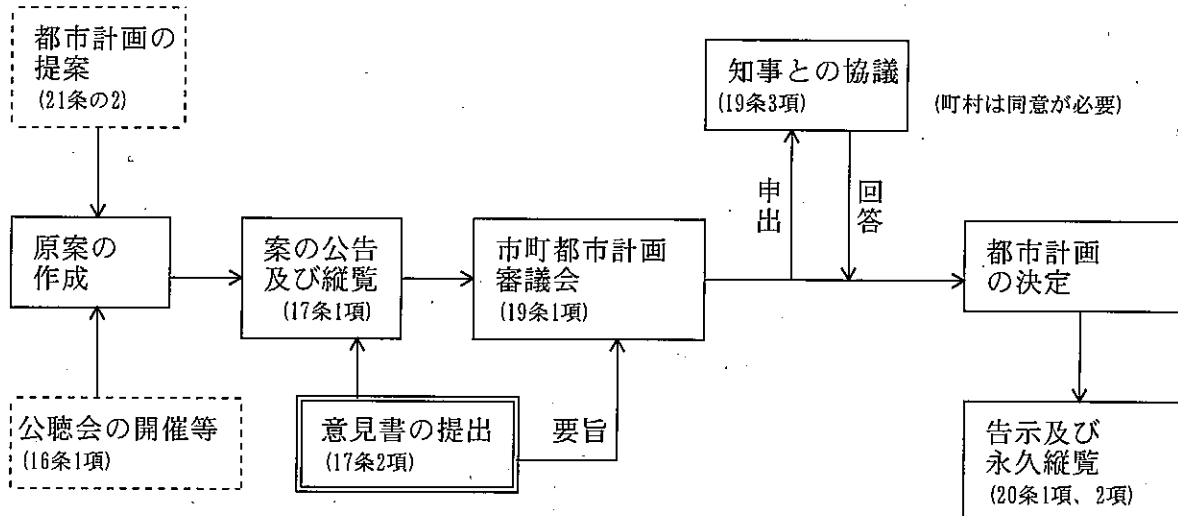 都市計画の
提案
(21条の2)
知事との協議
(19条3項)
(町村は同意が必要)
申出
回答
原案の
作成
案の公告
及び縦覧
(17条1項)
市町都市計画
審議会
(19条1項)
都市計画
の決定
公聴会の開催等
(16条1項)
意見書の提出
(17条2項)
要旨
告示及び
永久縦覧
(20条1項、2項)